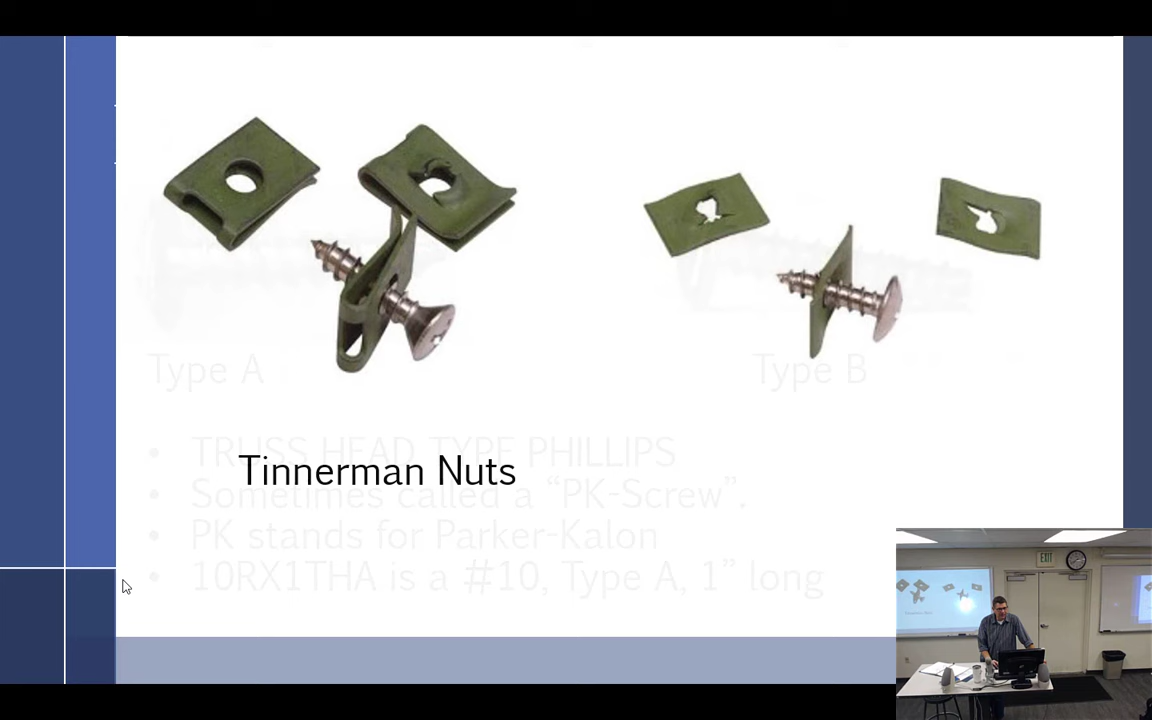 Type A
Type B
• TRUSS HEAD TYPE PHILLIPS
Tinnerman Nuts
• Sometimes called a “PK-Screw”.
• PK stands for Parker-Kalon
• 10RX1THA is a #10, Type A, 1” long
EXIT